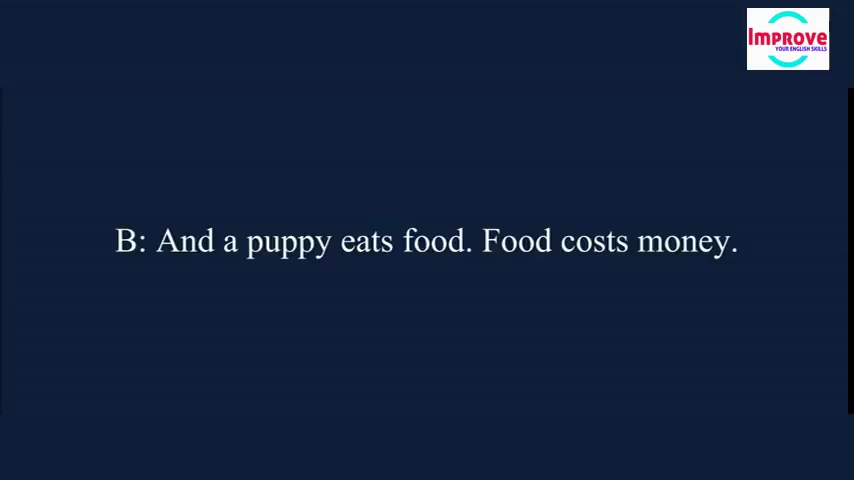 Improve
YOUR ENGLISH SKILLS
B: And a puppy eats food. Food costs money.